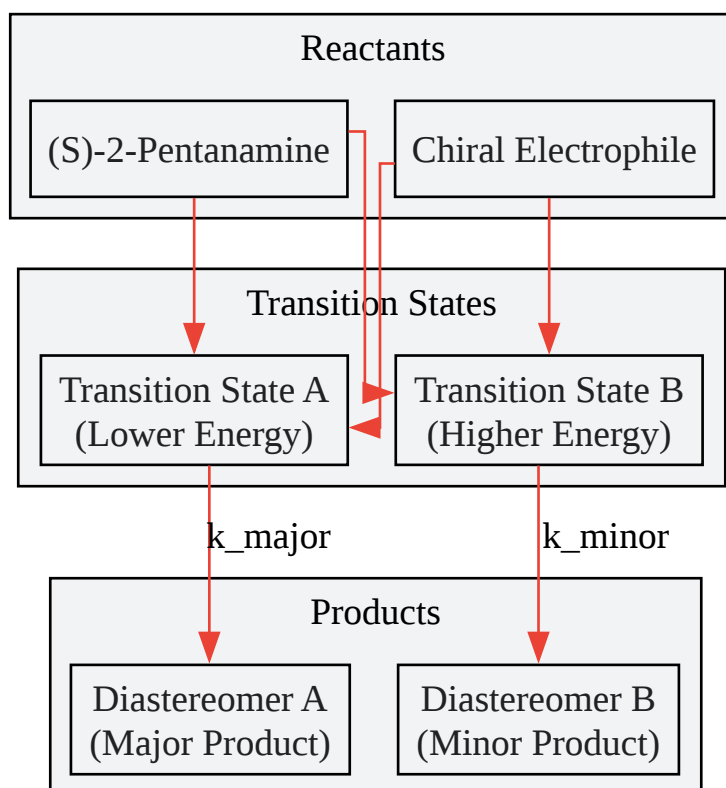 Reactants
(S)-2-Pentanamine
Chiral Electrophile
Transition States
Transition State A
(Lower Energy)
Transition State B
(Higher Energy)
k_major
k_minor
Products
Diastereomer A
(Major Product)
Diastereomer B
(Minor Product)